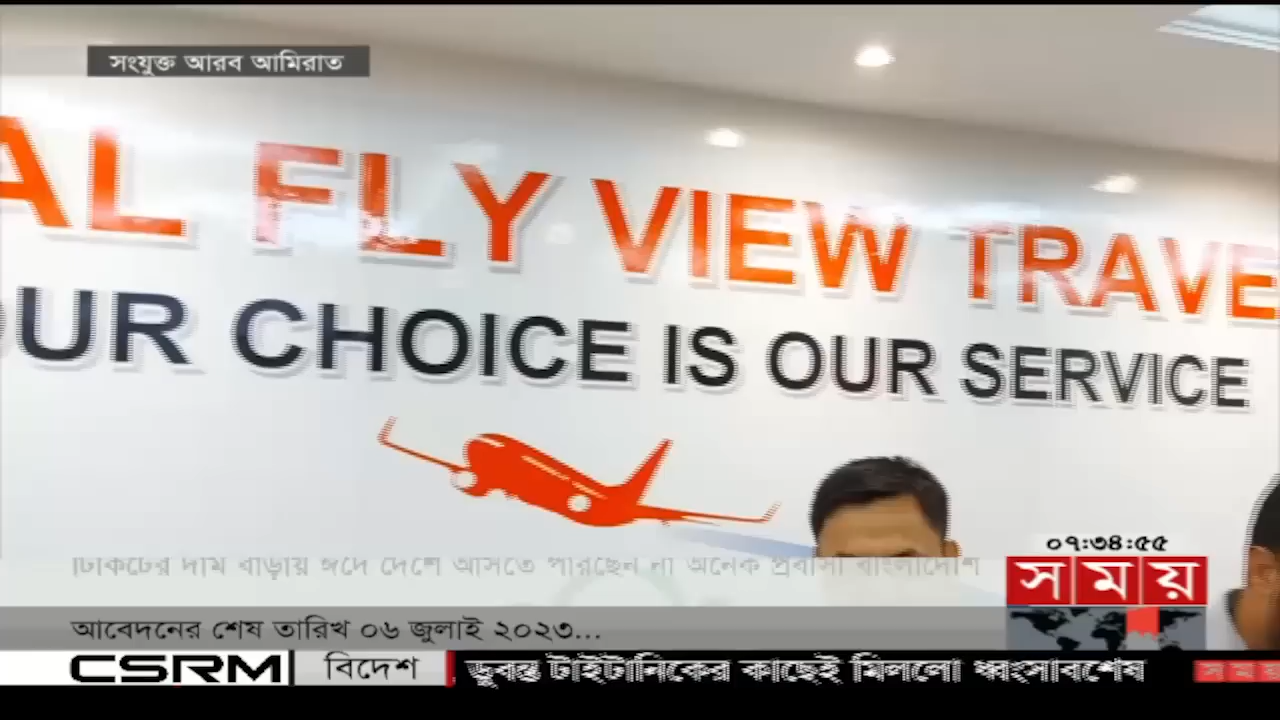 সংযুক্ত আরব আমিরাত
AL FLY VIEW TRAVE
OUR CHOICE IS OUR SERVICE
টিকিটের দাম বাড়ায় ঈদে দেশে আসতে পারছেন না অনেক প্রবাসী বাংলাদেশি
০৭:৩৪:৫৫
সময়
আবেদনের শেষ তারিখ ০৬ জুলাই ২০২৩...
CSRM বিদেশ ডুবন্ত টাইটানিকের কাছেই মিললো ধ্বংসাবশেষ সময়